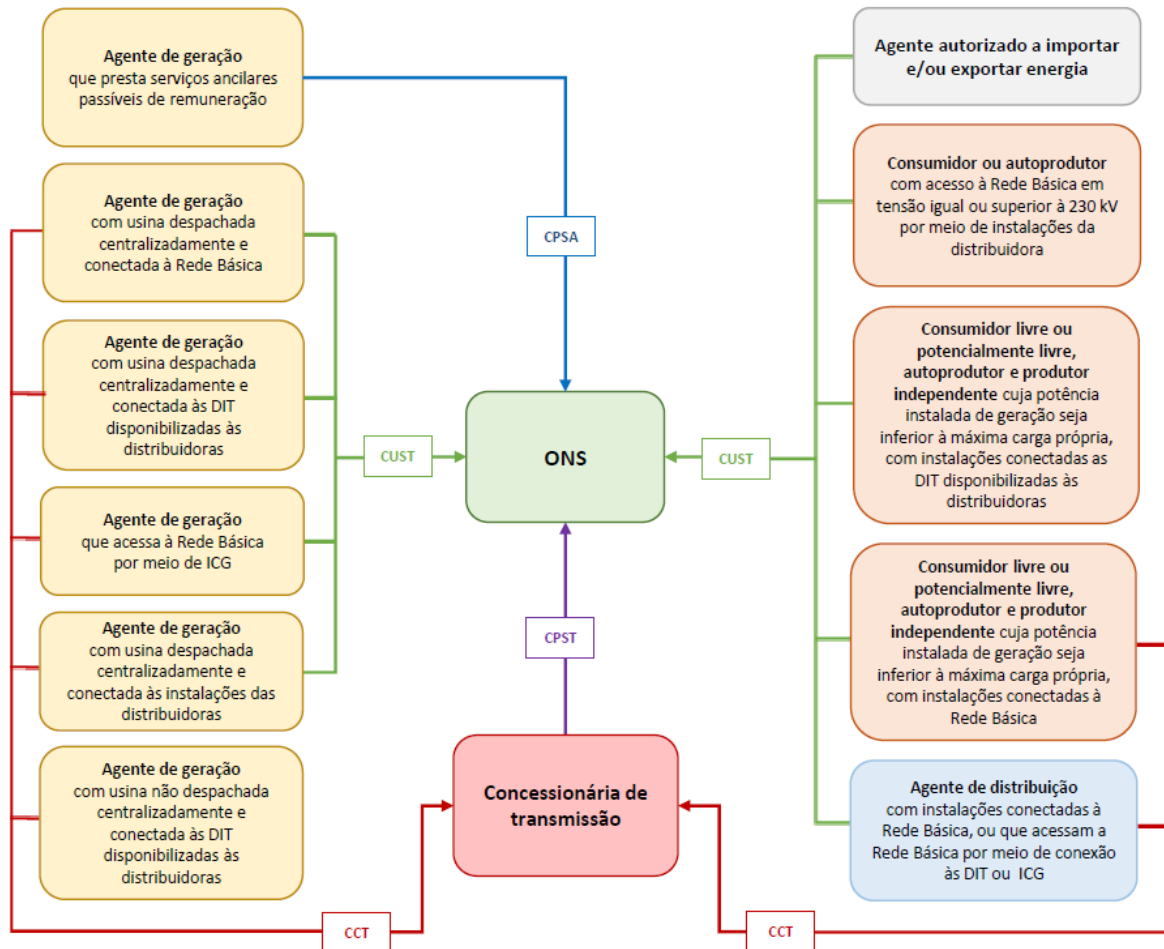 Agente de geração
que presta serviços ancilares
passíveis de remuneração
Agente de geração
com usina despachada
centralizadamente e
conectada à Rede Básica
Agente de geração
com usina despachada
centralizadamente e
conectada às DIT
disponibilizadas às
distribuidoras
Agente de geração
que acessa à Rede Básica
por meio de ICG
Agente de geração
com usina despachada
centralizadamente e
conectada às instalações das
distribuidoras
Agente de geração
com usina não despachada
centralizadamente e
conectada às DIT
disponibilizadas às
distribuidoras
CPSA
CUST
ONS
CUST
CPST
Concessionária de
transmissão
CCT
CCT
Agente autorizado a importar
e/ou exportar energia
Consumidor ou autoprodutor
com acesso à Rede Básica em
tensão igual ou superior à 230 kV
por meio de instalações da
distribuidora
Consumidor livre ou
potencialmente livre,
autoprodutor e produtor
independente cuja potência
instalada de geração seja
inferior à máxima carga própria,
com instalações conectadas as
DIT disponibilizadas às
distribuidoras
Consumidor livre ou
potencialmente livre,
autoprodutor e produtor
independente cuja potência
instalada de geração seja
inferior à máxima carga própria,
com instalações conectadas à
Rede Básica
Agente de distribuição
com instalações conectadas à
Rede Básica, ou que acessam a
Rede Básica por meio de conexão
às DIT ou ICG